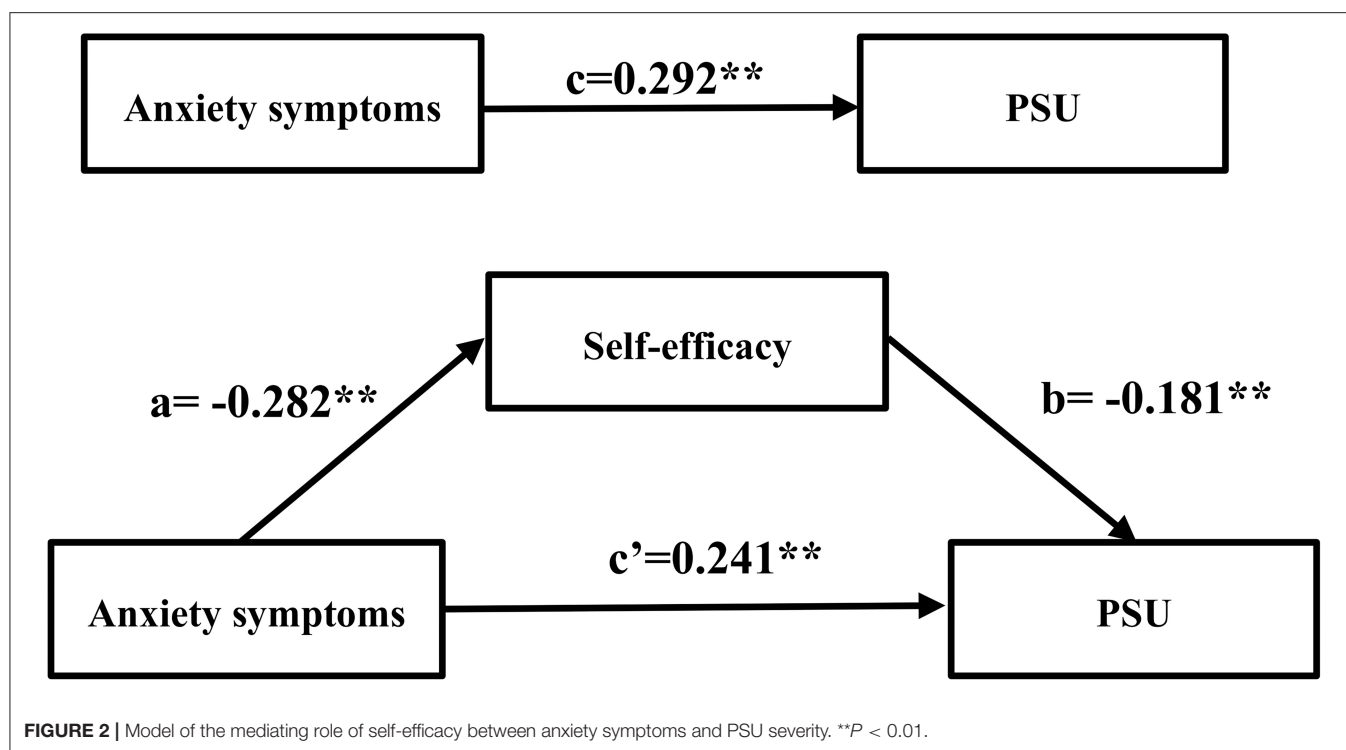 c=0.292**
Anxiety symptoms
PSU
Self-efficacy
a= -0.282**
b= -0.181**
c’=0.241**
Anxiety symptoms
PSU
FIGURE 2 | Model of the mediating role of self-efficacy between anxiety symptoms and PSU severity. **P < 0.01.